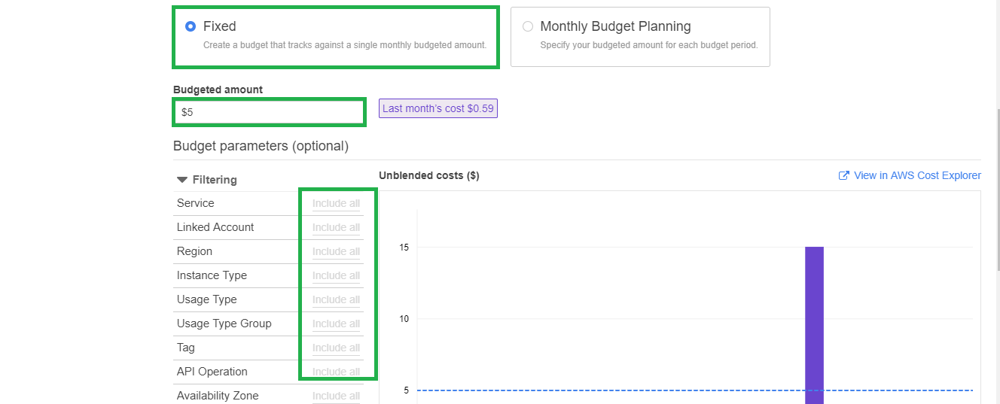 Fixed
Create a budget that tracks against a single monthly budgeted amount.
Monthly Budget Planning
Specify your budgeted amount for each budget period.
Budgeted amount
$5
Last month's cost $0.59
Budget parameters (optional)
Filtering
Service Include all
Linked Account Include all
Region Include all
Instance Type Include all
Usage Type Include all
Usage Type Group Include all
Tag Include all
API Operation Include all
Availability Zone Include all
Unblended costs ($)
View in AWS Cost Explorer
15
10
5